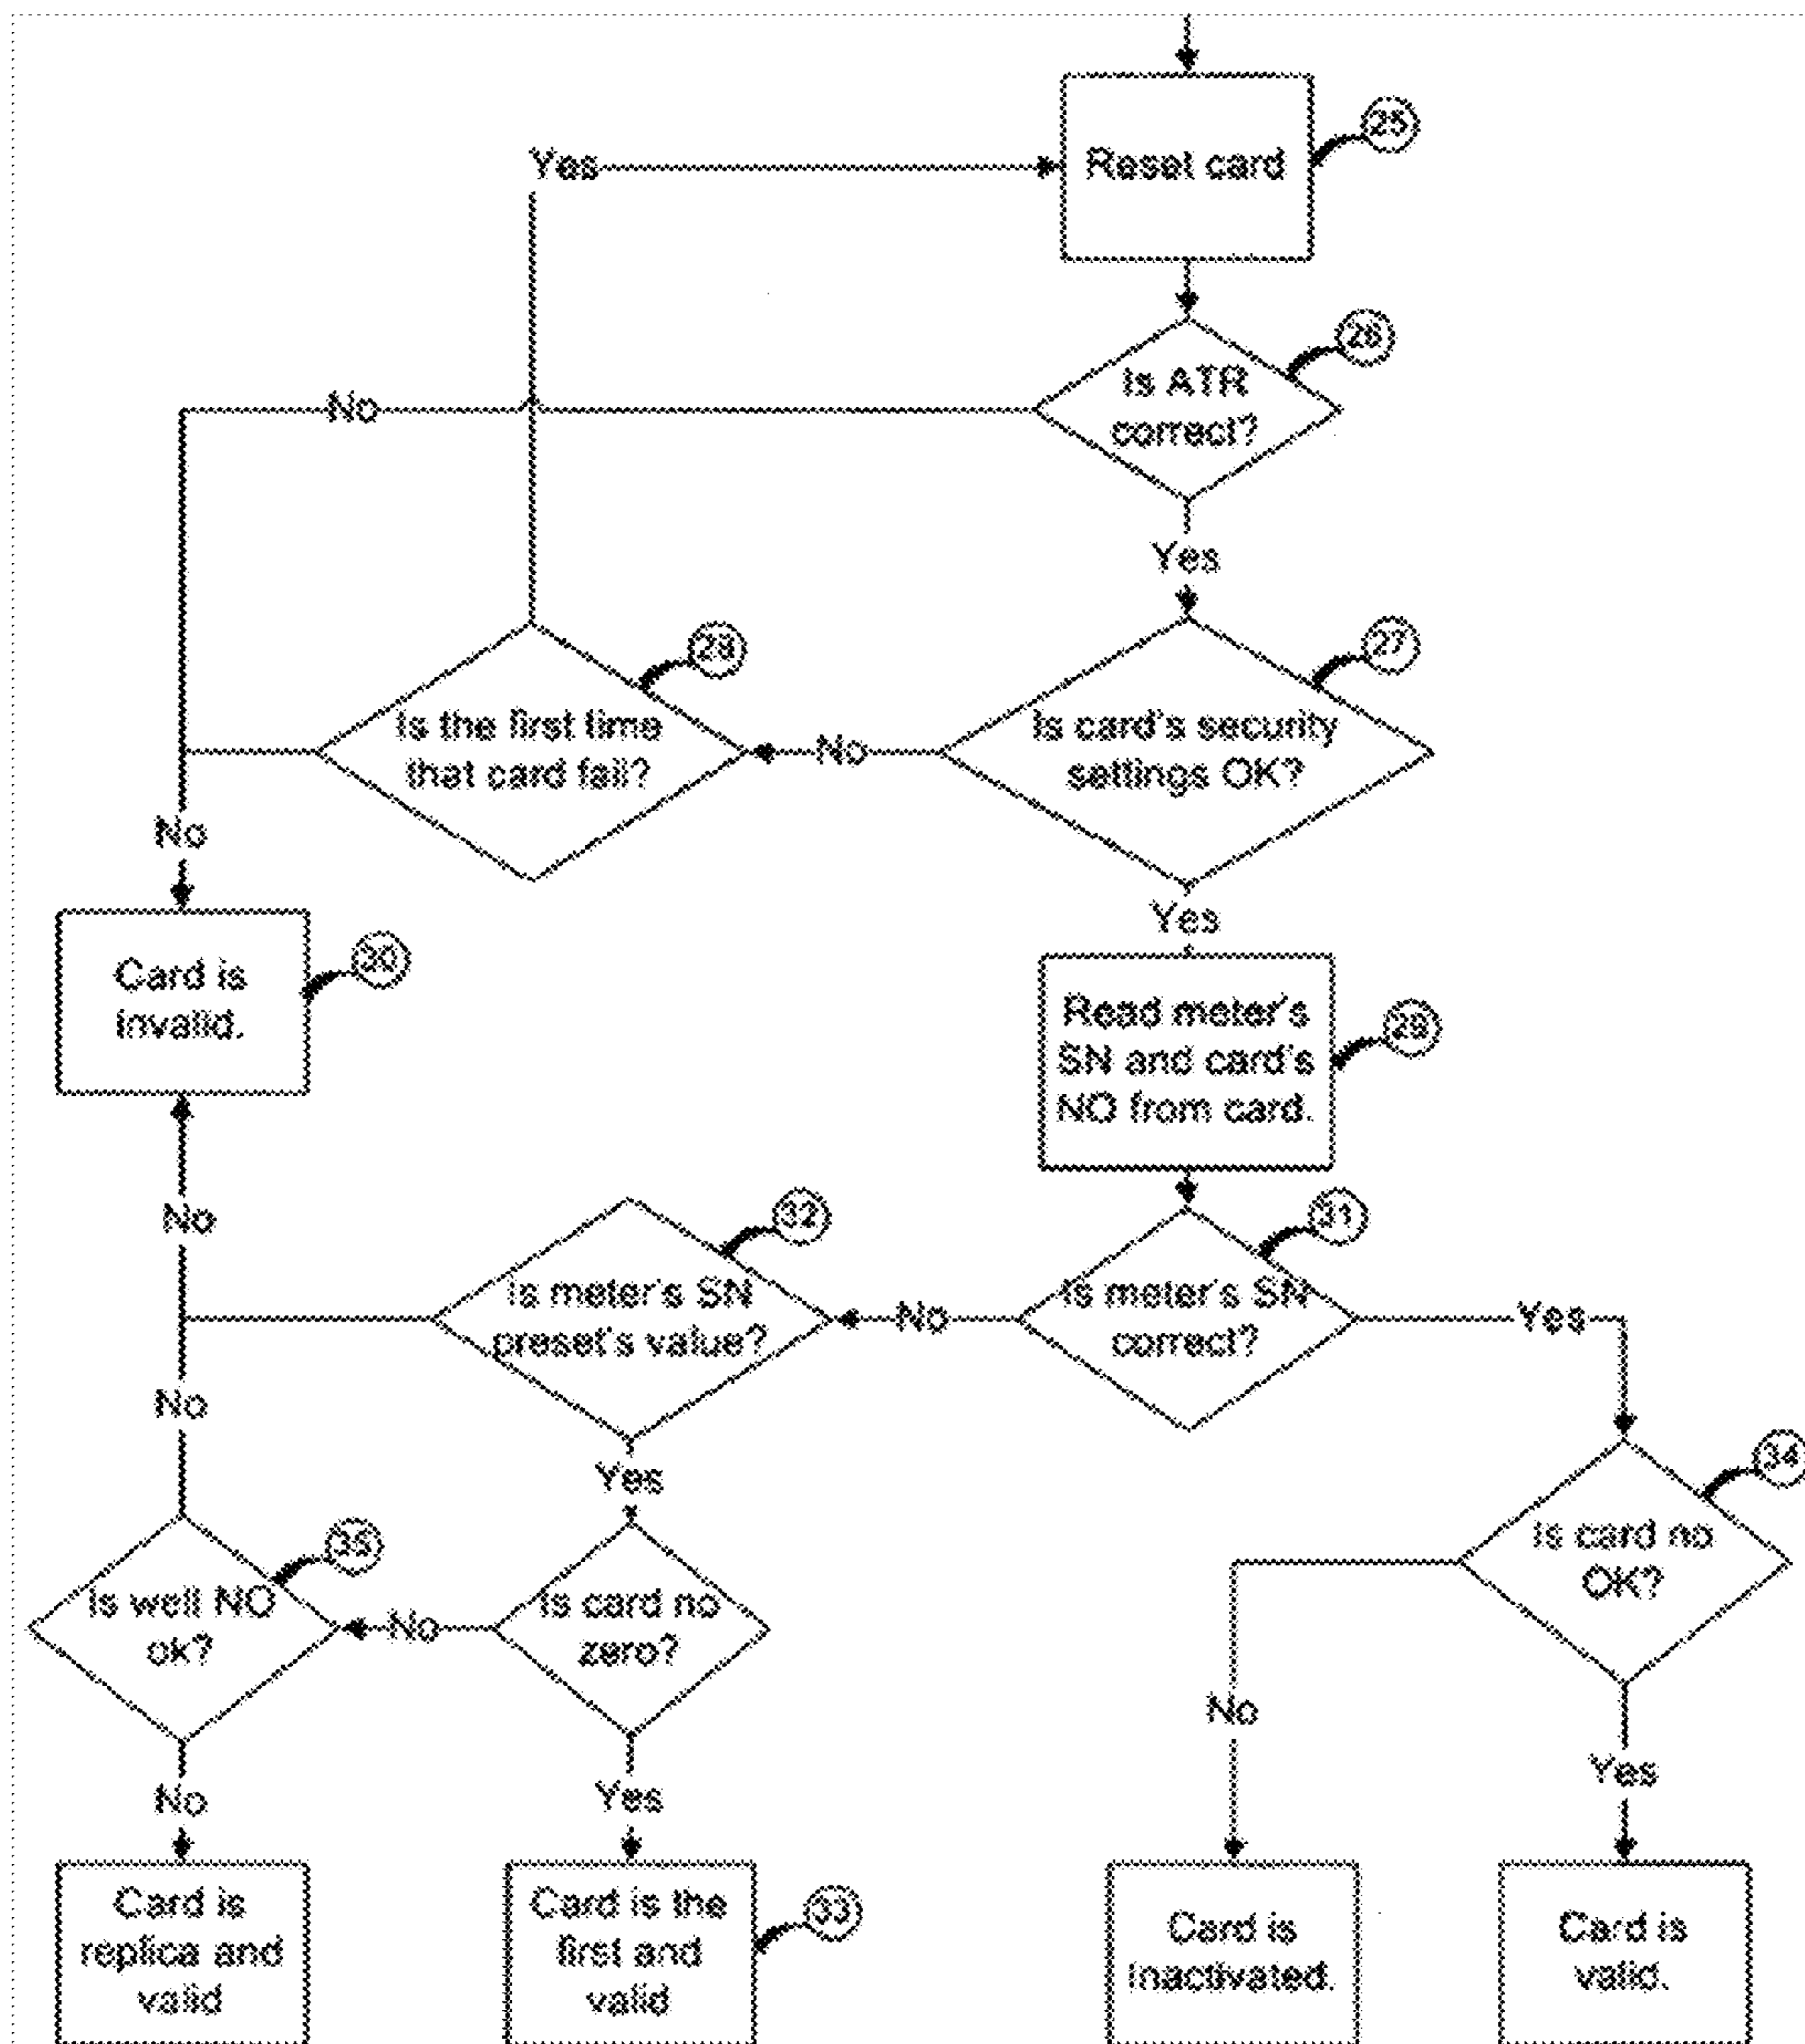 25
Yes
Reset card
26
Is ATR
correct?
No
Yes
28
27
Is the first time
that card fail?
No
Is card's security
settings OK?
No
Yes
30
Card is
invalid.
29
Read meter's
SN and card's
NO from card.
No
32
31
Is meter's SN
preset's value?
No
Is meter's SN
correct?
Yes
No
Yes
34
Is card no
OK?
35
Is well NO
ok?
No
Is card no
zero?
No
No
Yes
Yes
Card is
replica and
valid
Card is the
first and
valid
33
Card is
inactivated.
Card is
valid.